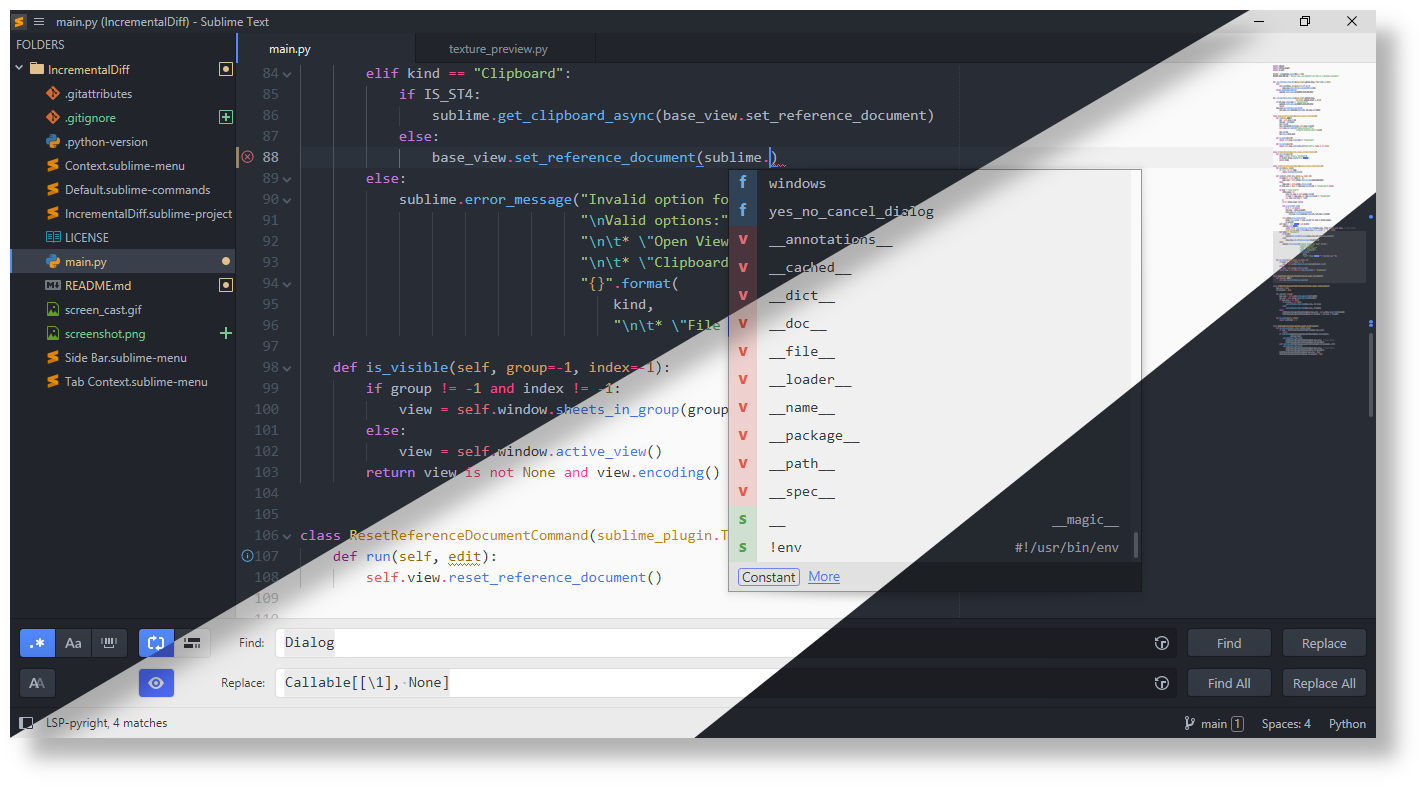 main.py (IncrementalDiff) - Sublime Text
FOLDERS
IncrementalDiff
.gitattributes
.gitignore
.python-version
Context.sublime-menu
Default.sublime-commands
IncrementalDiff.sublime-project
LICENSE
main.py
README.md
screen_cast.gif
screenshot.png
Side Bar.sublime-menu
Tab Context.sublime-menu
main.py
texture_preview.py
84 elif kind == "Clipboard":
85 if IS_ST4:
86 sublime.get_clipboard_async(base_view.set_reference_document)
87 else:
88 base_view.set_reference_document(sublime.)
89 else:
90 sublime.error_message("Invalid option fo
91 "\nValid options:"
92 "\n\t* \"Open View
93 "\n\t* \"Clipboard
94 "{}".format(
95 kind,
96 "\n\t* \"File
97
98 def is_visible(self, group=-1, index=-1):
99 if group != -1 and index != -1:
100 view = self.window.sheets_in_group(group
101 else:
102 view = self.window.active_view()
103 return view is not None and view.encoding()
104
105
106 class ResetReferenceDocumentCommand(sublime_plugin.T
107 def run(self, edit):
108 self.view.reset_reference_document()
109
110
f windows
f yes_no_cancel_dialog
v __annotations__
v __cached__
v __dict__
v __doc__
v __file__
v __loader__
v __name__
v __package__
v __path__
v __spec__
s __ __magic__
s !env #!/usr/bin/env
Constant More
.* Aa Find: Dialog Find Replace
AA Replace: Callable[[\1], None] Find All Replace All
LSP-pyright, 4 matches main 1 Spaces: 4 Python